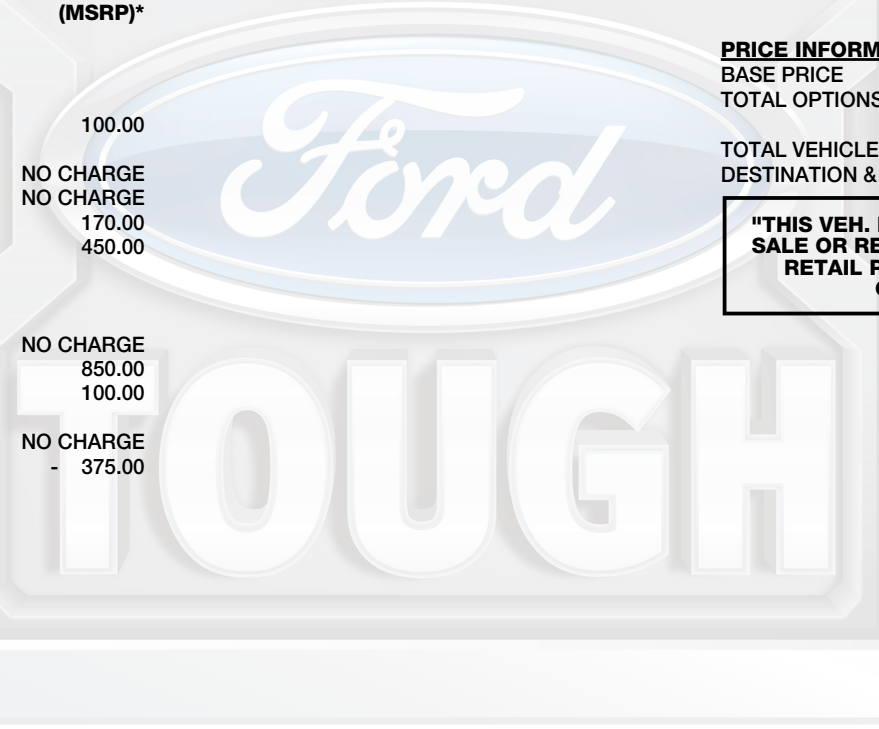 (MSRP)*
100.00
NO CHARGE
NO CHARGE
170.00
450.00
NO CHARGE
850.00
100.00
NO CHARGE
- 375.00
PRICE INFORM
BASE PRICE
TOTAL OPTIONS
TOTAL VEHICLE
DESTINATION &
"THIS VEH.
SALE OR RE
RETAIL P
Ford
TOUGH